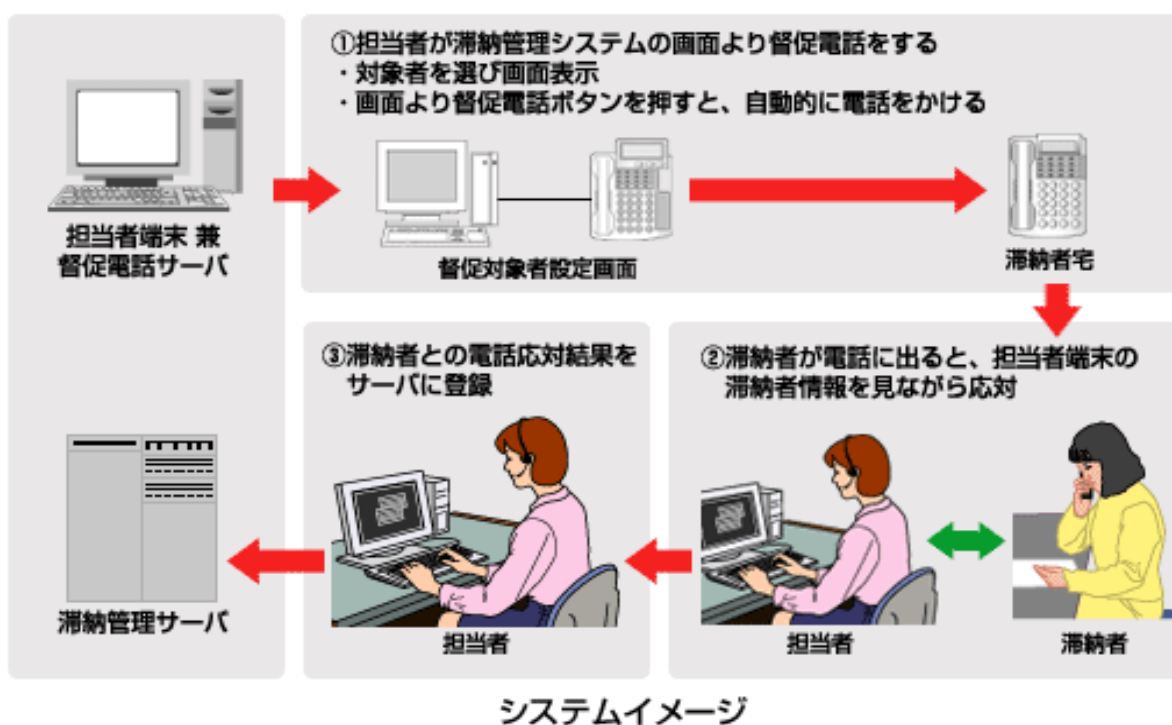 ①担当者が滞納管理システムの画面より督促電話をする
・対象者を選び画面表示
・画面より督促電話ボタンを押すと、自動的に電話をかける
担当者端末 兼
督促電話サーバ
督促対象者設定画面
滞納者宅
②滞納者が電話に出ると、担当者端末の
滞納者情報を見ながら応対
担当者
滞納者
③滞納者との電話応対結果を
サーバに登録
担当者
滞納管理サーバ
システムイメージ